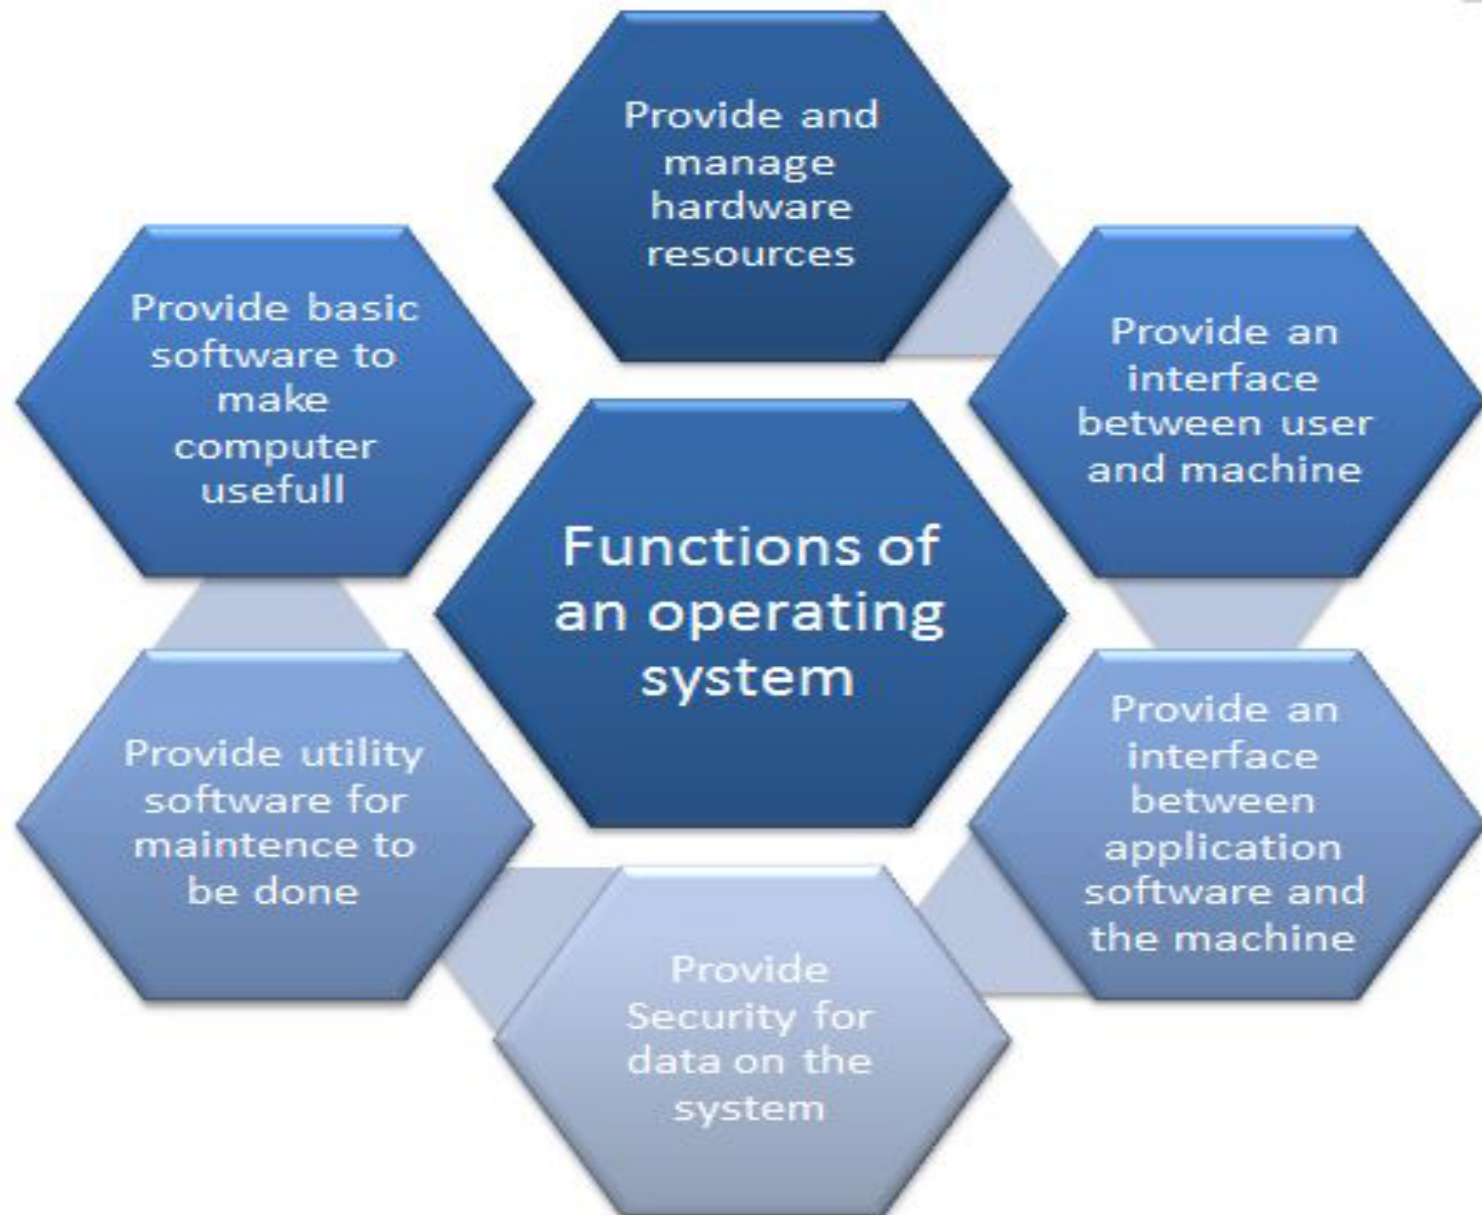 Provide and
manage
hardware
resources
Provide an
interface
between user
and machine
Provide an
interface
between
application
software and
the machine
Provide
Security for
data on the
system
Provide utility
software for
maintence to
be done
Provide basic
software to
make
computer
usefull
Functions of
an operating
system